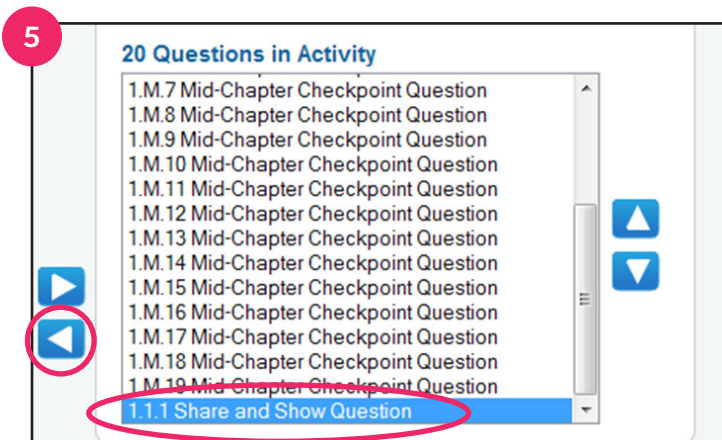 5
20 Questions in Activity
1.M.7 Mid-Chapter Checkpoint Question
1.M.8 Mid-Chapter Checkpoint Question
1.M.9 Mid-Chapter Checkpoint Question
1.M.10 Mid-Chapter Checkpoint Question
1.M.11 Mid-Chapter Checkpoint Question
1.M.12 Mid-Chapter Checkpoint Question
1.M.13 Mid-Chapter Checkpoint Question
1.M.14 Mid-Chapter Checkpoint Question
1.M.15 Mid-Chapter Checkpoint Question
1.M.16 Mid-Chapter Checkpoint Question
1.M.17 Mid-Chapter Checkpoint Question
1.M.18 Mid-Chapter Checkpoint Question
1.M.19 Mid-Chapter Checkpoint Question
1.1.1 Share and Show Question